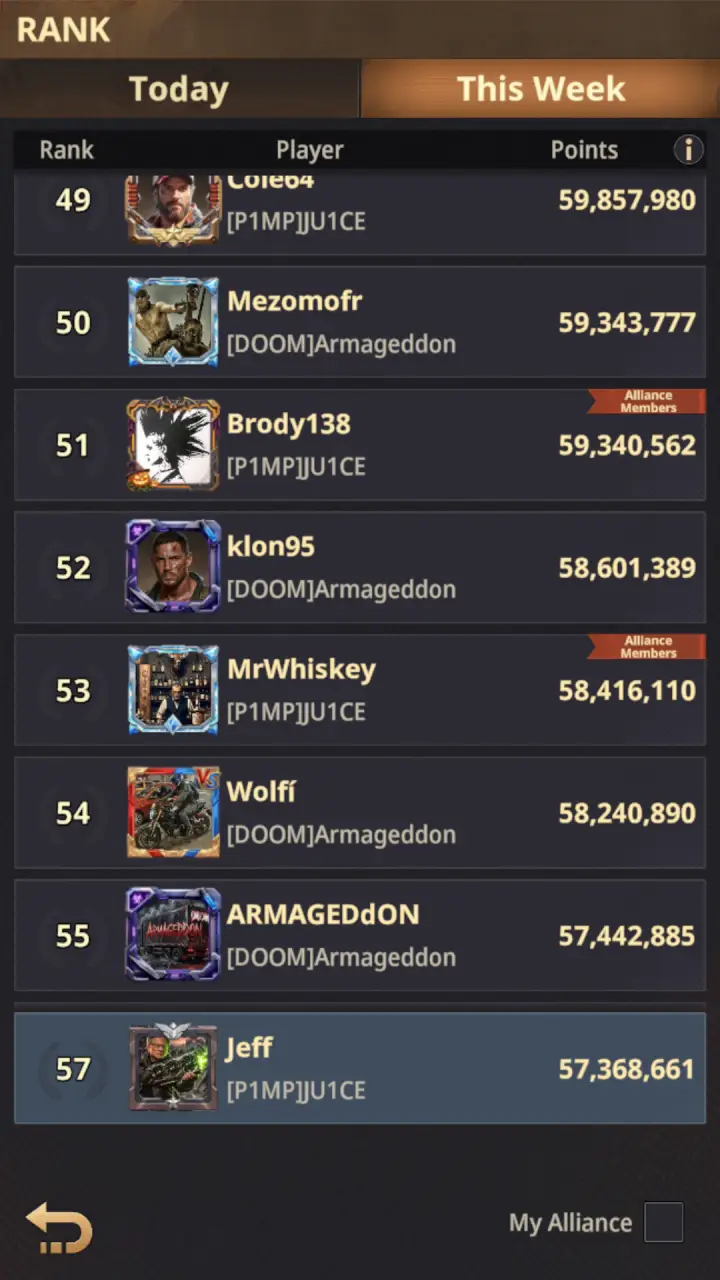 RANK
Today
This Week
Rank
Player
Points
i
49
Cole64
[P1MP]JU1CE
59,857,980
50
Mezomofr
[DOOM]Armageddon
59,343,777
51
Brody138
[P1MP]JU1CE
Alliance
Members
59,340,562
52
klon95
[DOOM]Armageddon
58,601,389
53
MrWhiskey
[P1MP]JU1CE
Alliance
Members
58,416,110
54
VS
Wolfí
[DOOM]Armageddon
58,240,890
55
ARMAGEDDON
ARMAGEDdON
[DOOM]Armageddon
57,442,885
57
Jeff
[P1MP]JU1CE
57,368,661
My Alliance